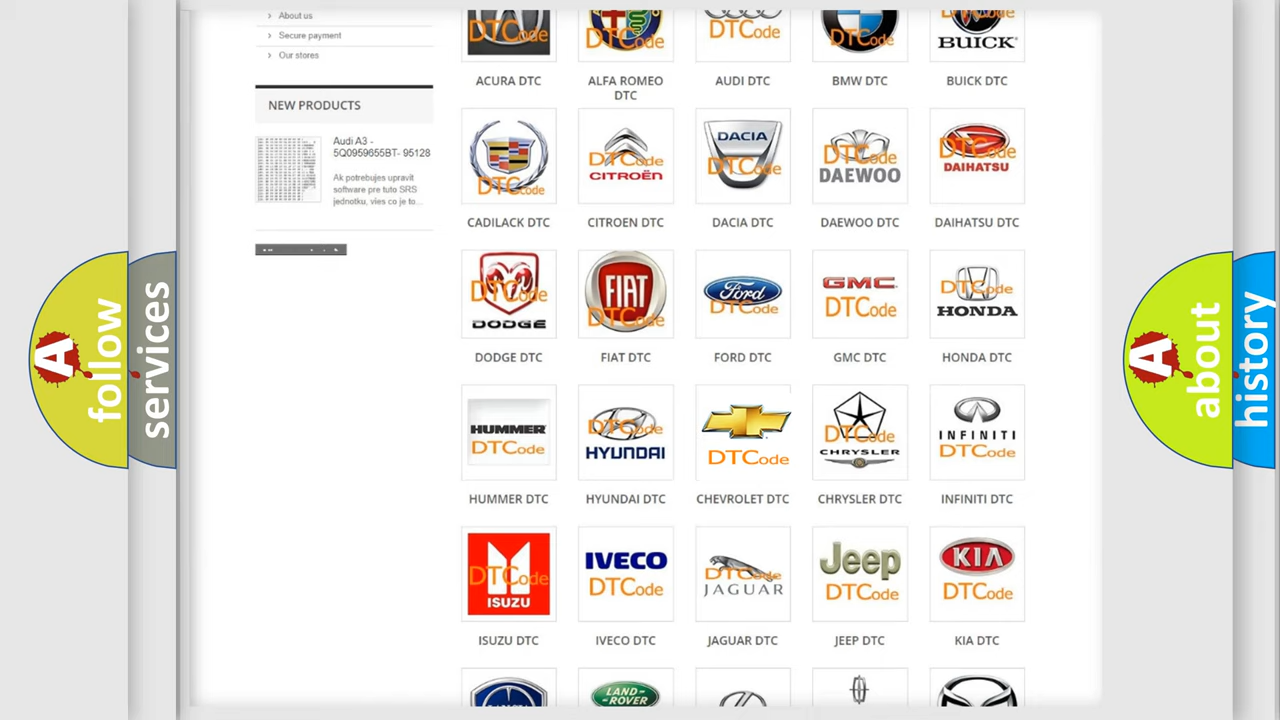 About us
Secure payment
Our stores
NEW PRODUCTS
Audi A3 -
5Q0959655BT- 95128
Ak potrebujes upravit
software pre tuto SRS
jednotku, vies co je to...
A follow
services
DTCode DTCode DTCode DTCode BUICK
ACURA DTC ALFA ROMEO DTC AUDI DTC BMW DTC BUICK DTC
DTCode DTCode CITROËN DACIA DTCode DTCode DAEWOO DTCode DAIHATSU
CADILACK DTC CITROEN DTC DACIA DTC DAEWOO DTC DAIHATSU DTC
DTCode DODGE FIAT DTCode Ford DTCode GMC DTCode DTCode HONDA
DODGE DTC FIAT DTC FORD DTC GMC DTC HONDA DTC
HUMMER DTCode DTCode HYUNDAI DTCode DTCode CHRYSLER INFINITI DTCode
HUMMER DTC HYUNDAI DTC CHEVROLET DTC CHRYSLER DTC INFINITI DTC
DTCode ISUZU IVECO DTCode DTCode JAGUAR Jeep DTCode KIA DTCode
ISUZU DTC IVECO DTC JAGUAR DTC JEEP DTC KIA DTC
LAND-
ROVER
A about
history